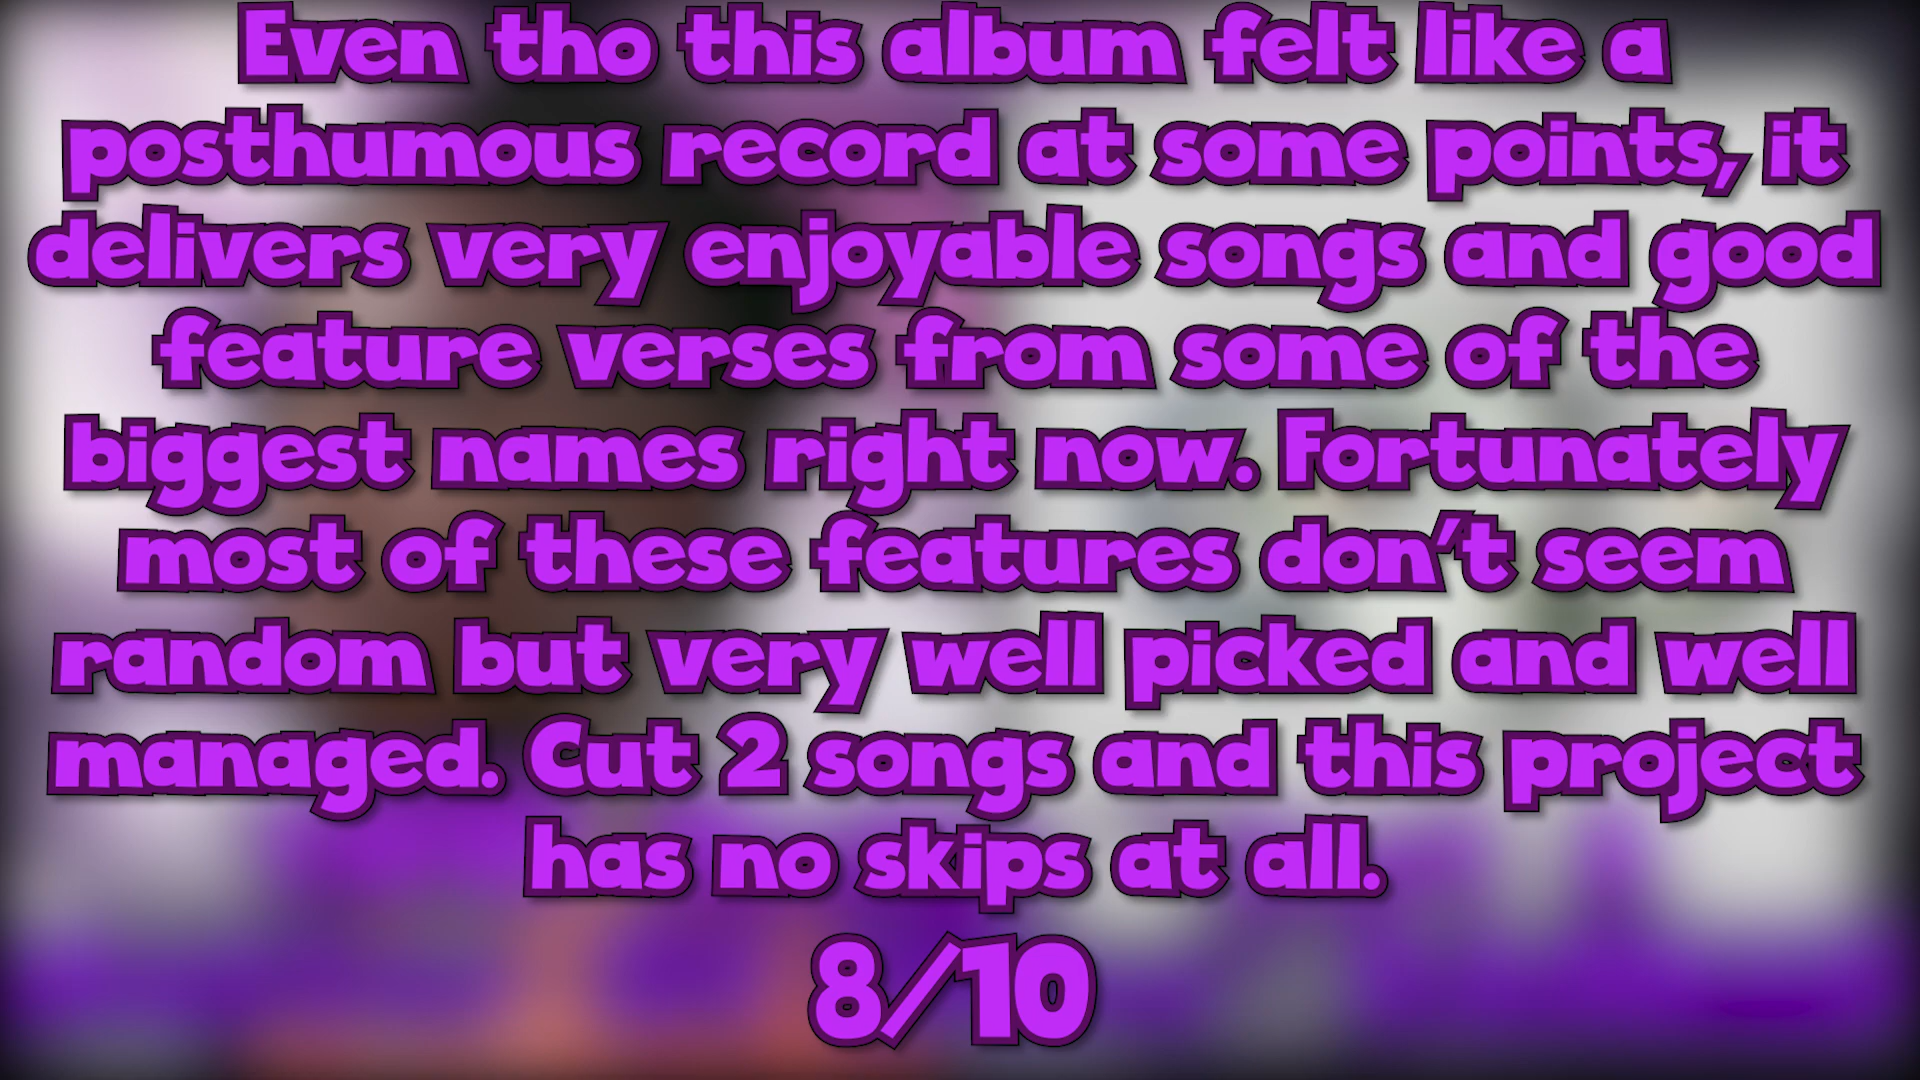 Even tho this album felt like a
posthumous record at some points, it
delivers very enjoyable songs and good
feature verses from some of the
biggest names right now. Fortunately
most of these features don't seem
random but very well picked and well
managed. Cut 2 songs and this project
has no skips at all.
8/10